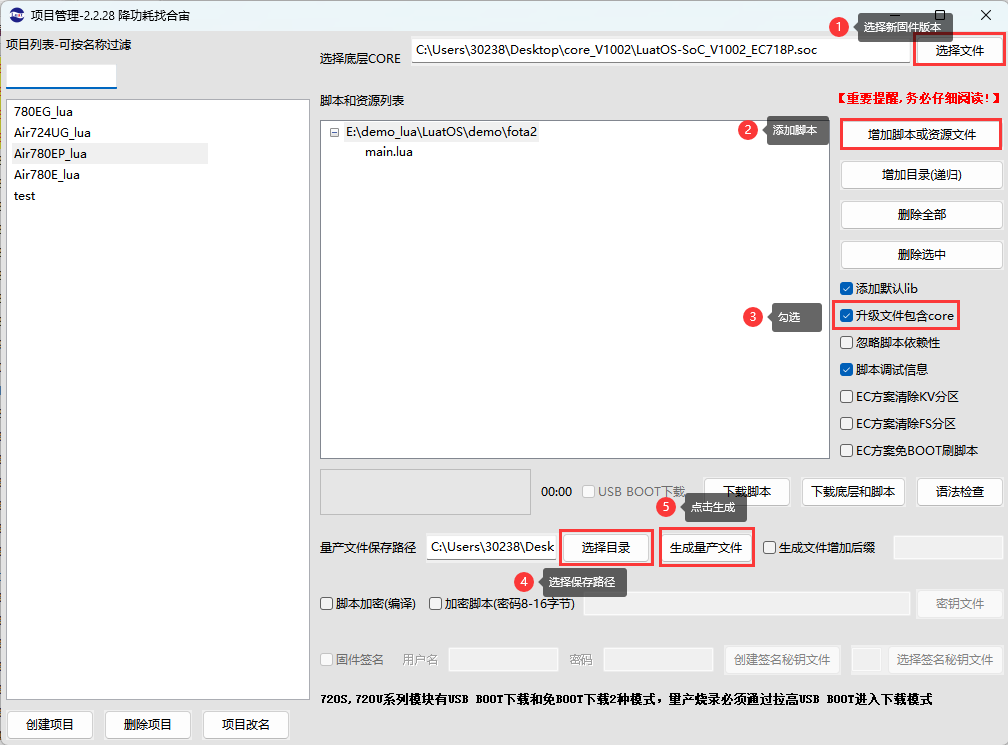 项目管理-2.2.28 降功耗找合宙
项目列表-可按名称过滤
780EG_lua
Air724UG_lua
Air780EP_lua
Air780E_lua
test
创建项目
删除项目
项目改名
1
选择新固件版本
选择底层CORE
C:\Users\30238\Desktop\core_V1002\LuatOS-SoC_V1002_EC718P.soc
选择文件
脚本和资源列表
【重要提醒,务必仔细阅读!】
E:\demo_lua\LuatOS\demo\fota2
main.lua
2
添加脚本
增加脚本或资源文件
增加目录(递归)
删除全部
删除选中
添加默认lib
3
勾选
升级文件包含core
忽略脚本依赖性
脚本调试信息
EC方案清除KV分区
EC方案清除FS分区
EC方案免BOOT刷脚本
00:00
USB BOOT下载
下载脚本
下载底层和脚本
语法检查
5
点击生成
量产文件保存路径
C:\Users\30238\Desk
选择目录
生成量产文件
生成文件增加后缀
4
选择保存路径
脚本加密(编译)
加密脚本(密码8-16字节)
密钥文件
固件签名
用户名
密码
创建签名秘钥文件
选择签名秘钥文件
720S,720U系列模块有USB BOOT下载和免BOOT下载2种模式，量产烧录必须通过拉高USB BOOT进入下载模式